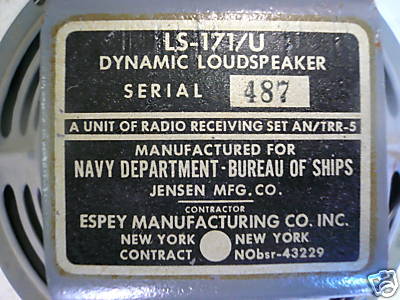 LS-171/U
DYNAMIC LOUDSPEAKER
SERIAL 487
A UNIT OF RADIO RECEIVING SET AN/TRR-5
MANUFACTURED FOR
NAVY DEPARTMENT-BUREAU OF SHIPS
JENSEN MFG. CO.
CONTRACTOR
ESPEY MANUFACTURING CO. INC.
NEW YORK NEW YORK
CONTRACT NObsr-43229